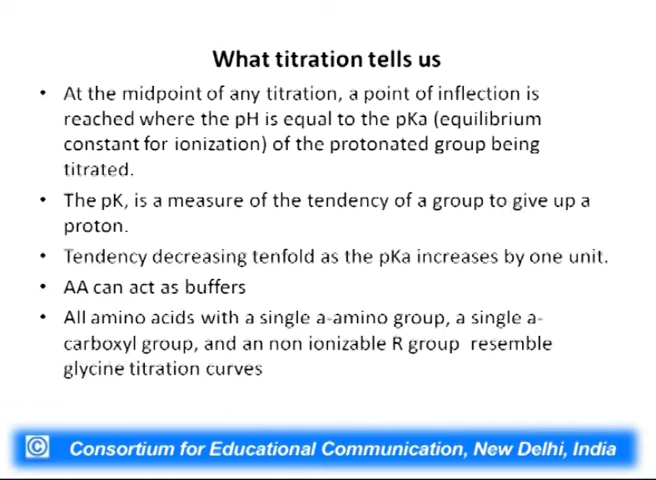 What titration tells us
• At the midpoint of any titration, a point of inflection is
reached where the pH is equal to the pKa (equilibrium
constant for ionization) of the protonated group being
titrated.
• The pK, is a measure of the tendency of a group to give up a
proton.
• Tendency decreasing tenfold as the pKa increases by one unit.
• AA can act as buffers
• All amino acids with a single a-amino group, a single a-
carboxyl group, and an non ionizable R group resemble
glycine titration curves
© Consortium for Educational Communication, New Delhi, India